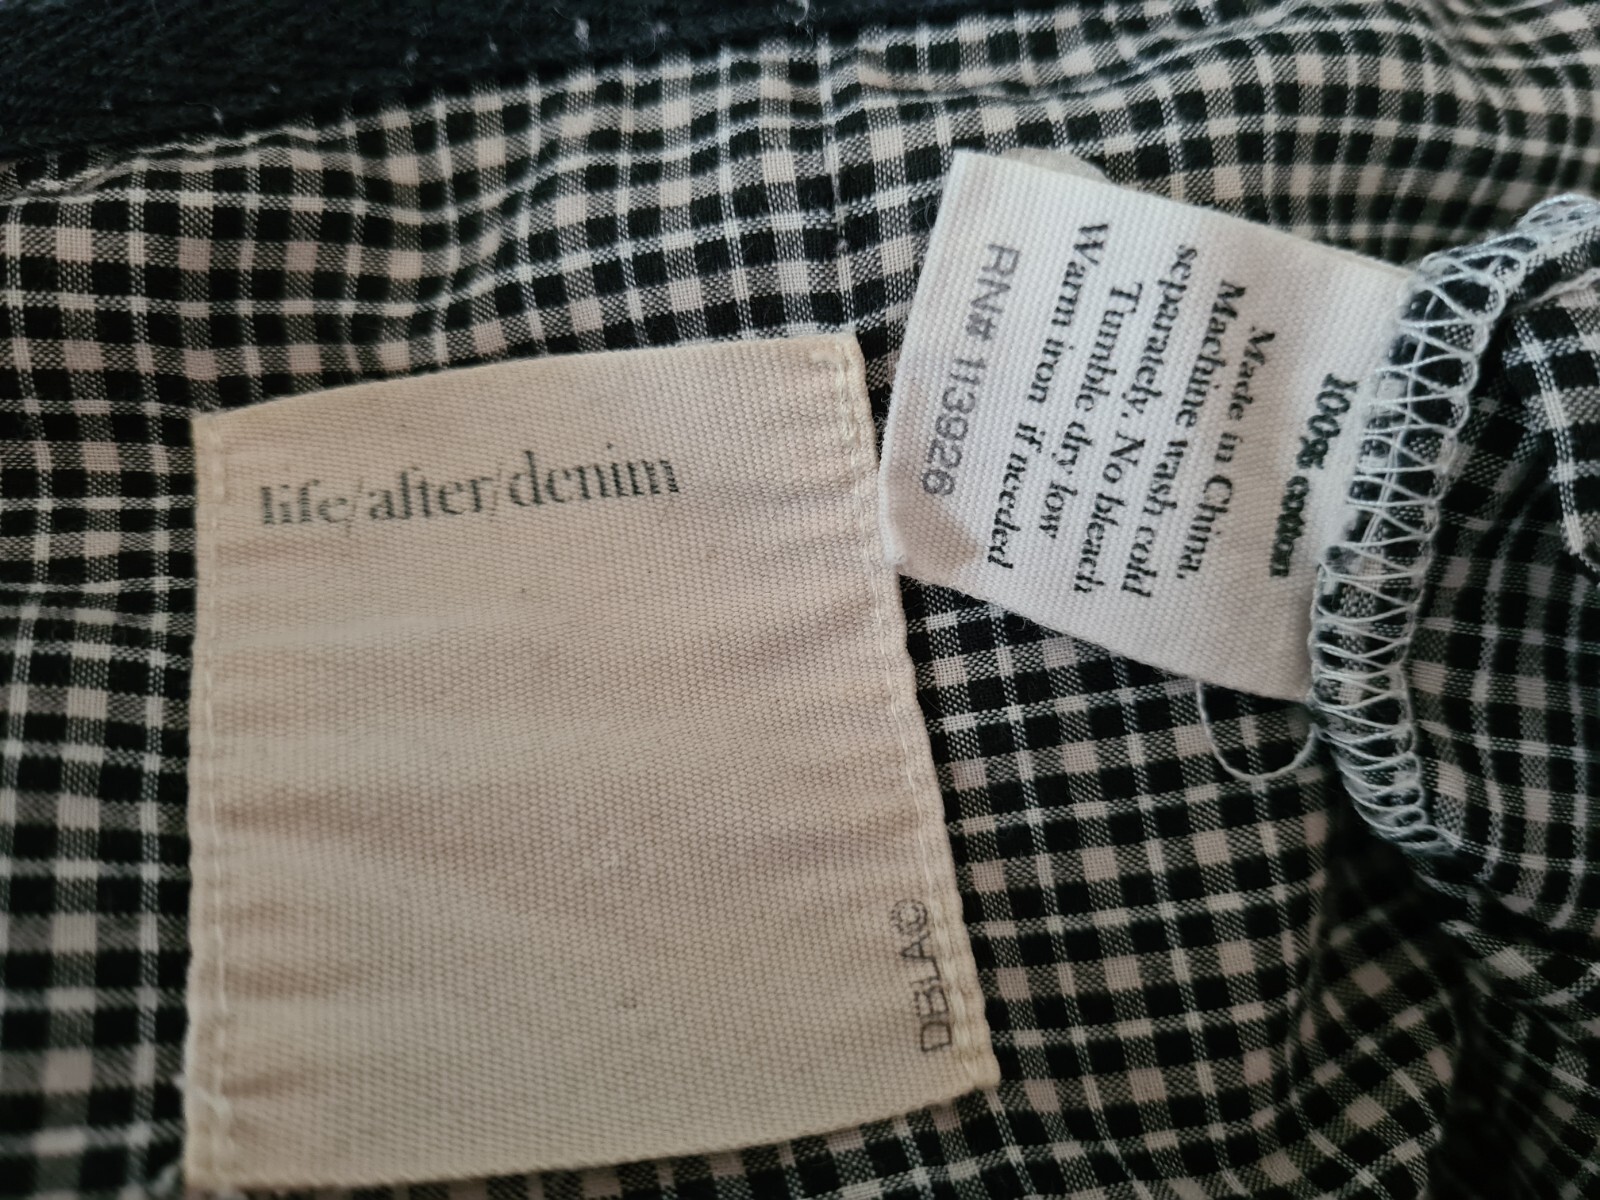 life/after/denim
DBLA©
100% cotton
Made in China.
Machine wash cold
separately. No bleach
Tumble dry low
Warm iron if needed
RN# 113926